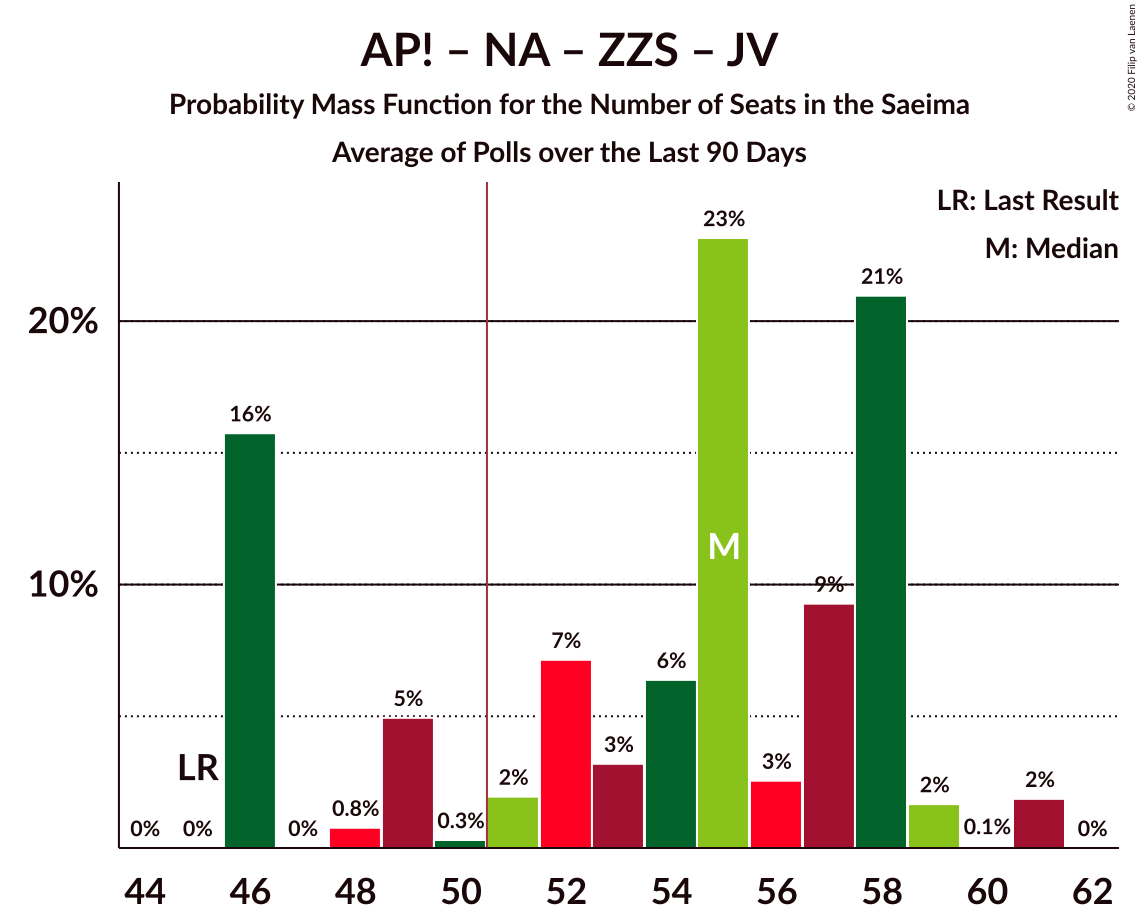 AP! – NA – ZZS – JV
Probability Mass Function for the Number of Seats in the Saeima
Average of Polls over the Last 90 Days
© 2020 Filip van Laenen
LR: Last Result
M: Median
20%
10%
0%
0%
16%
0%
0.8%
5%
0.3%
2%
7%
3%
6%
23%
3%
9%
21%
2%
0.1%
2%
0%
LR
M
44 46 48 50 52 54 56 58 60 62